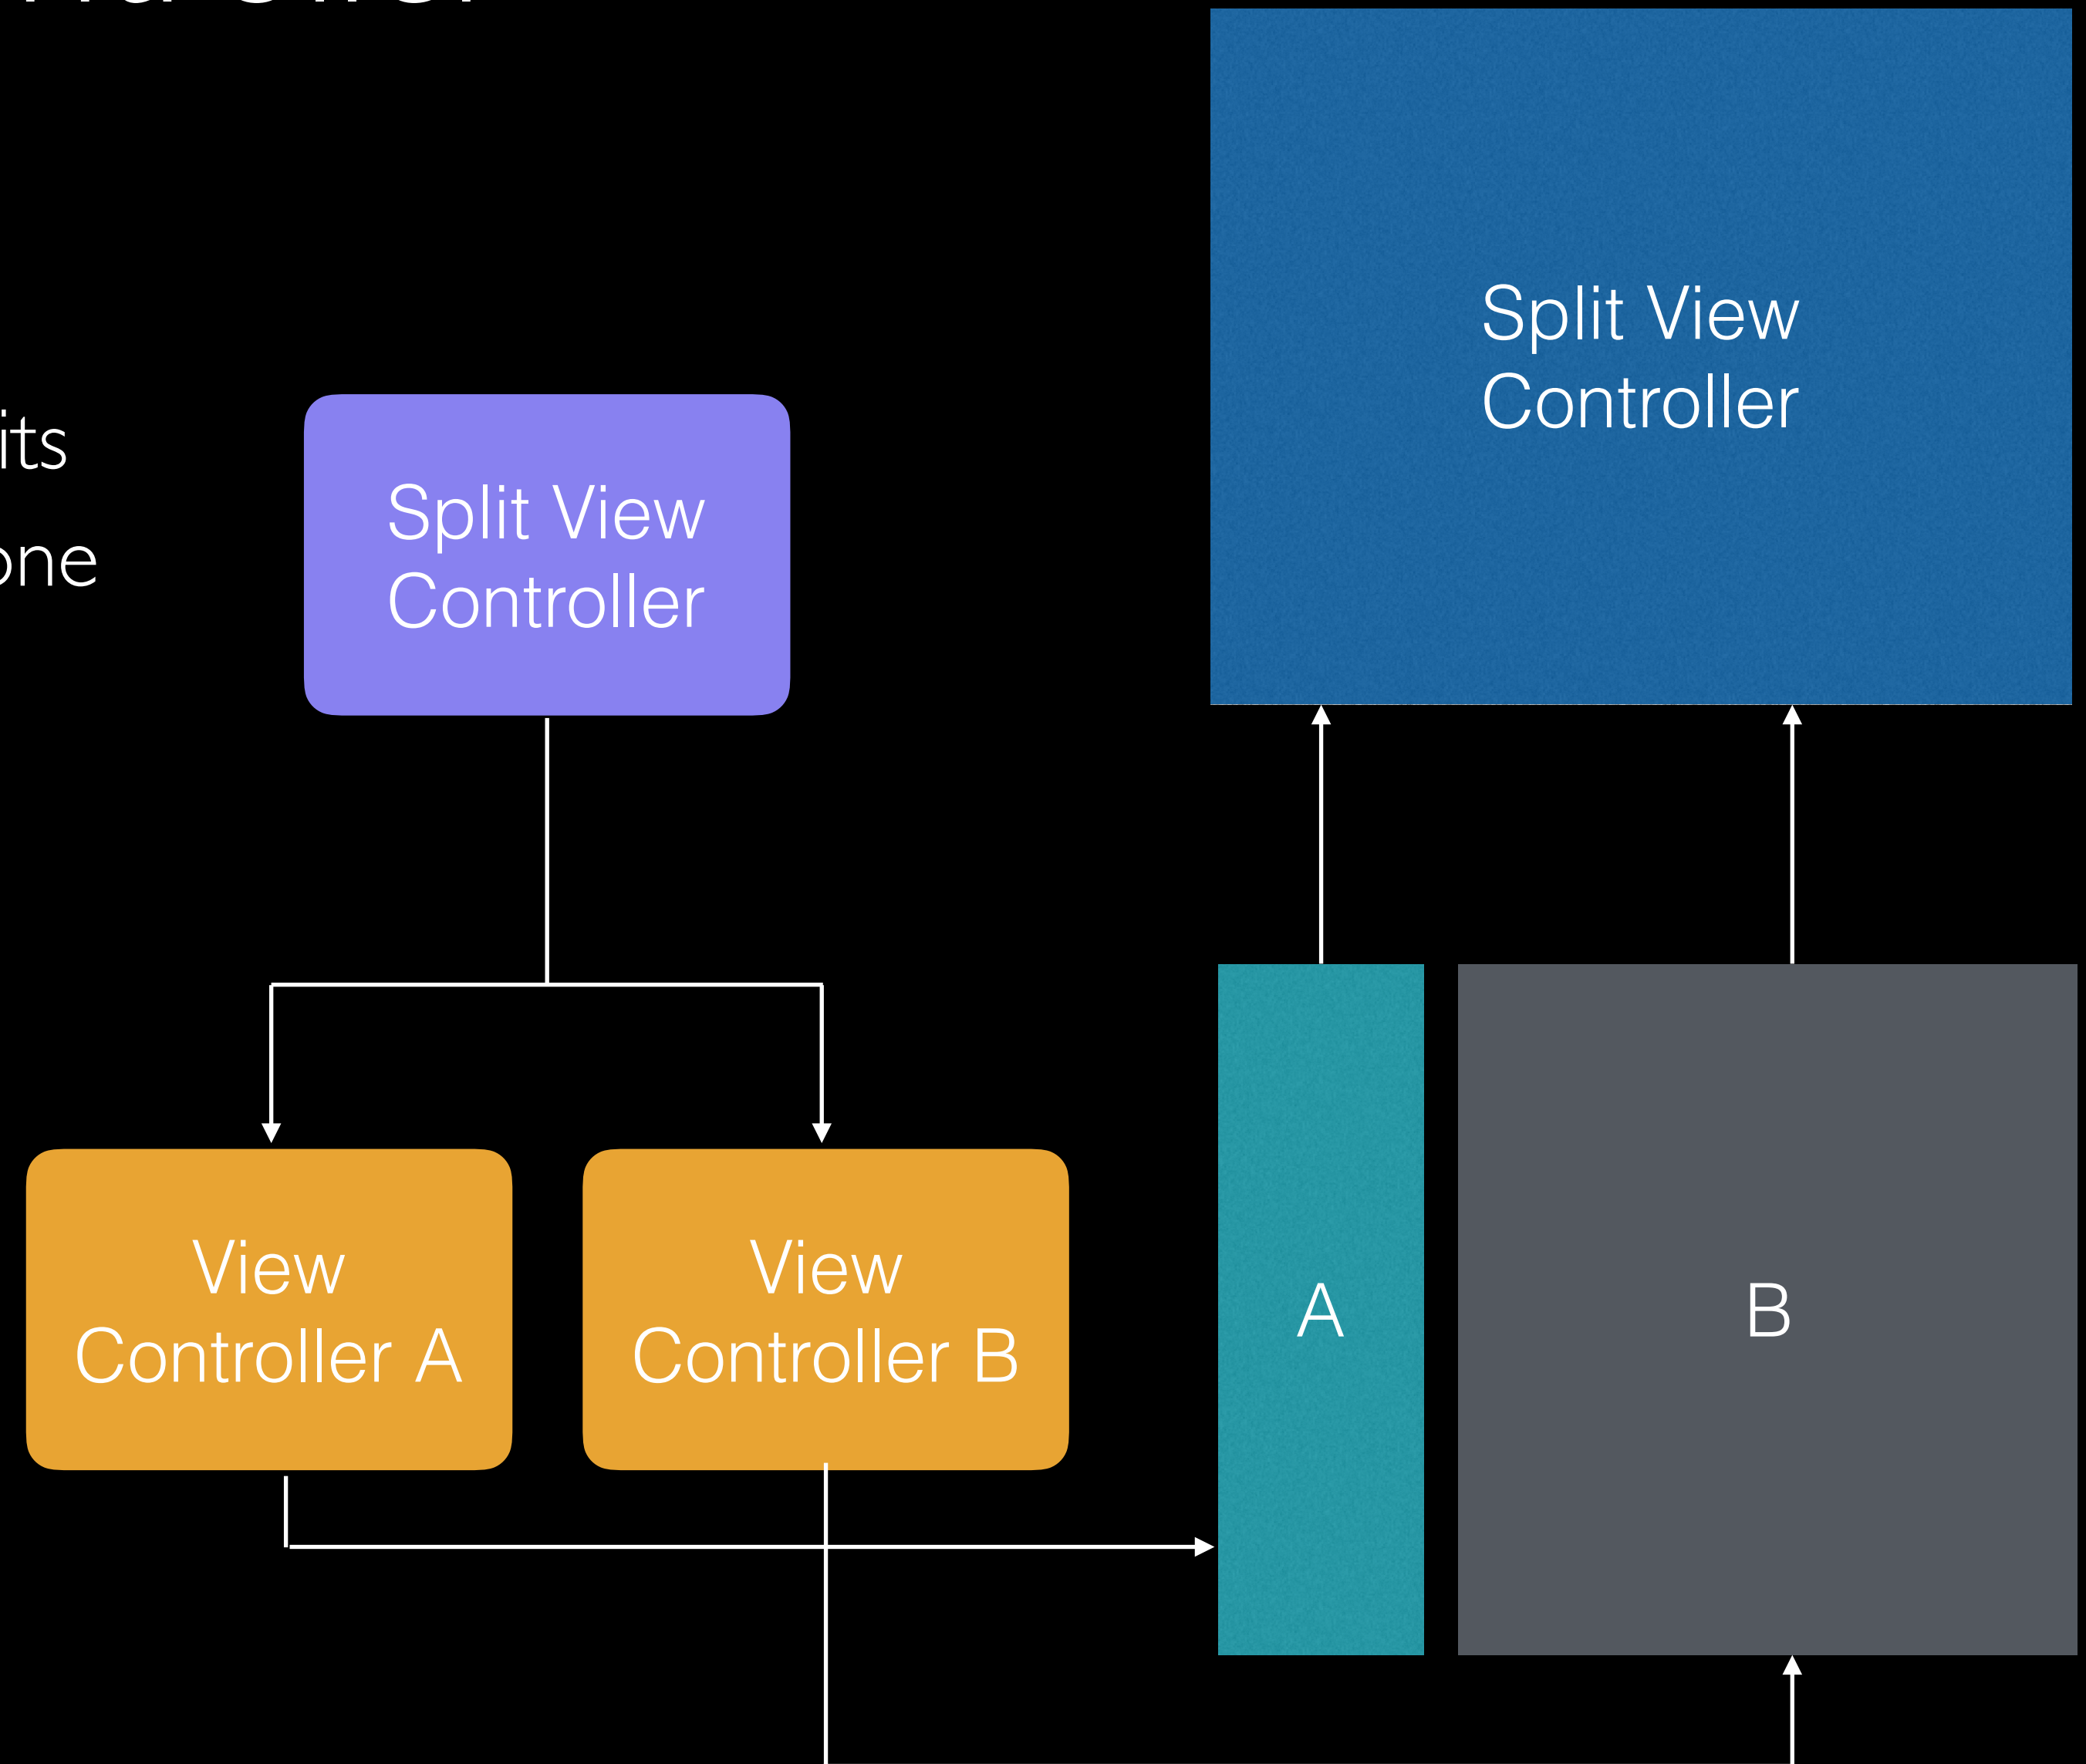 its
one
Split View
Controller
View
Controller A
View
Controller B
Split View
Controller
A
B